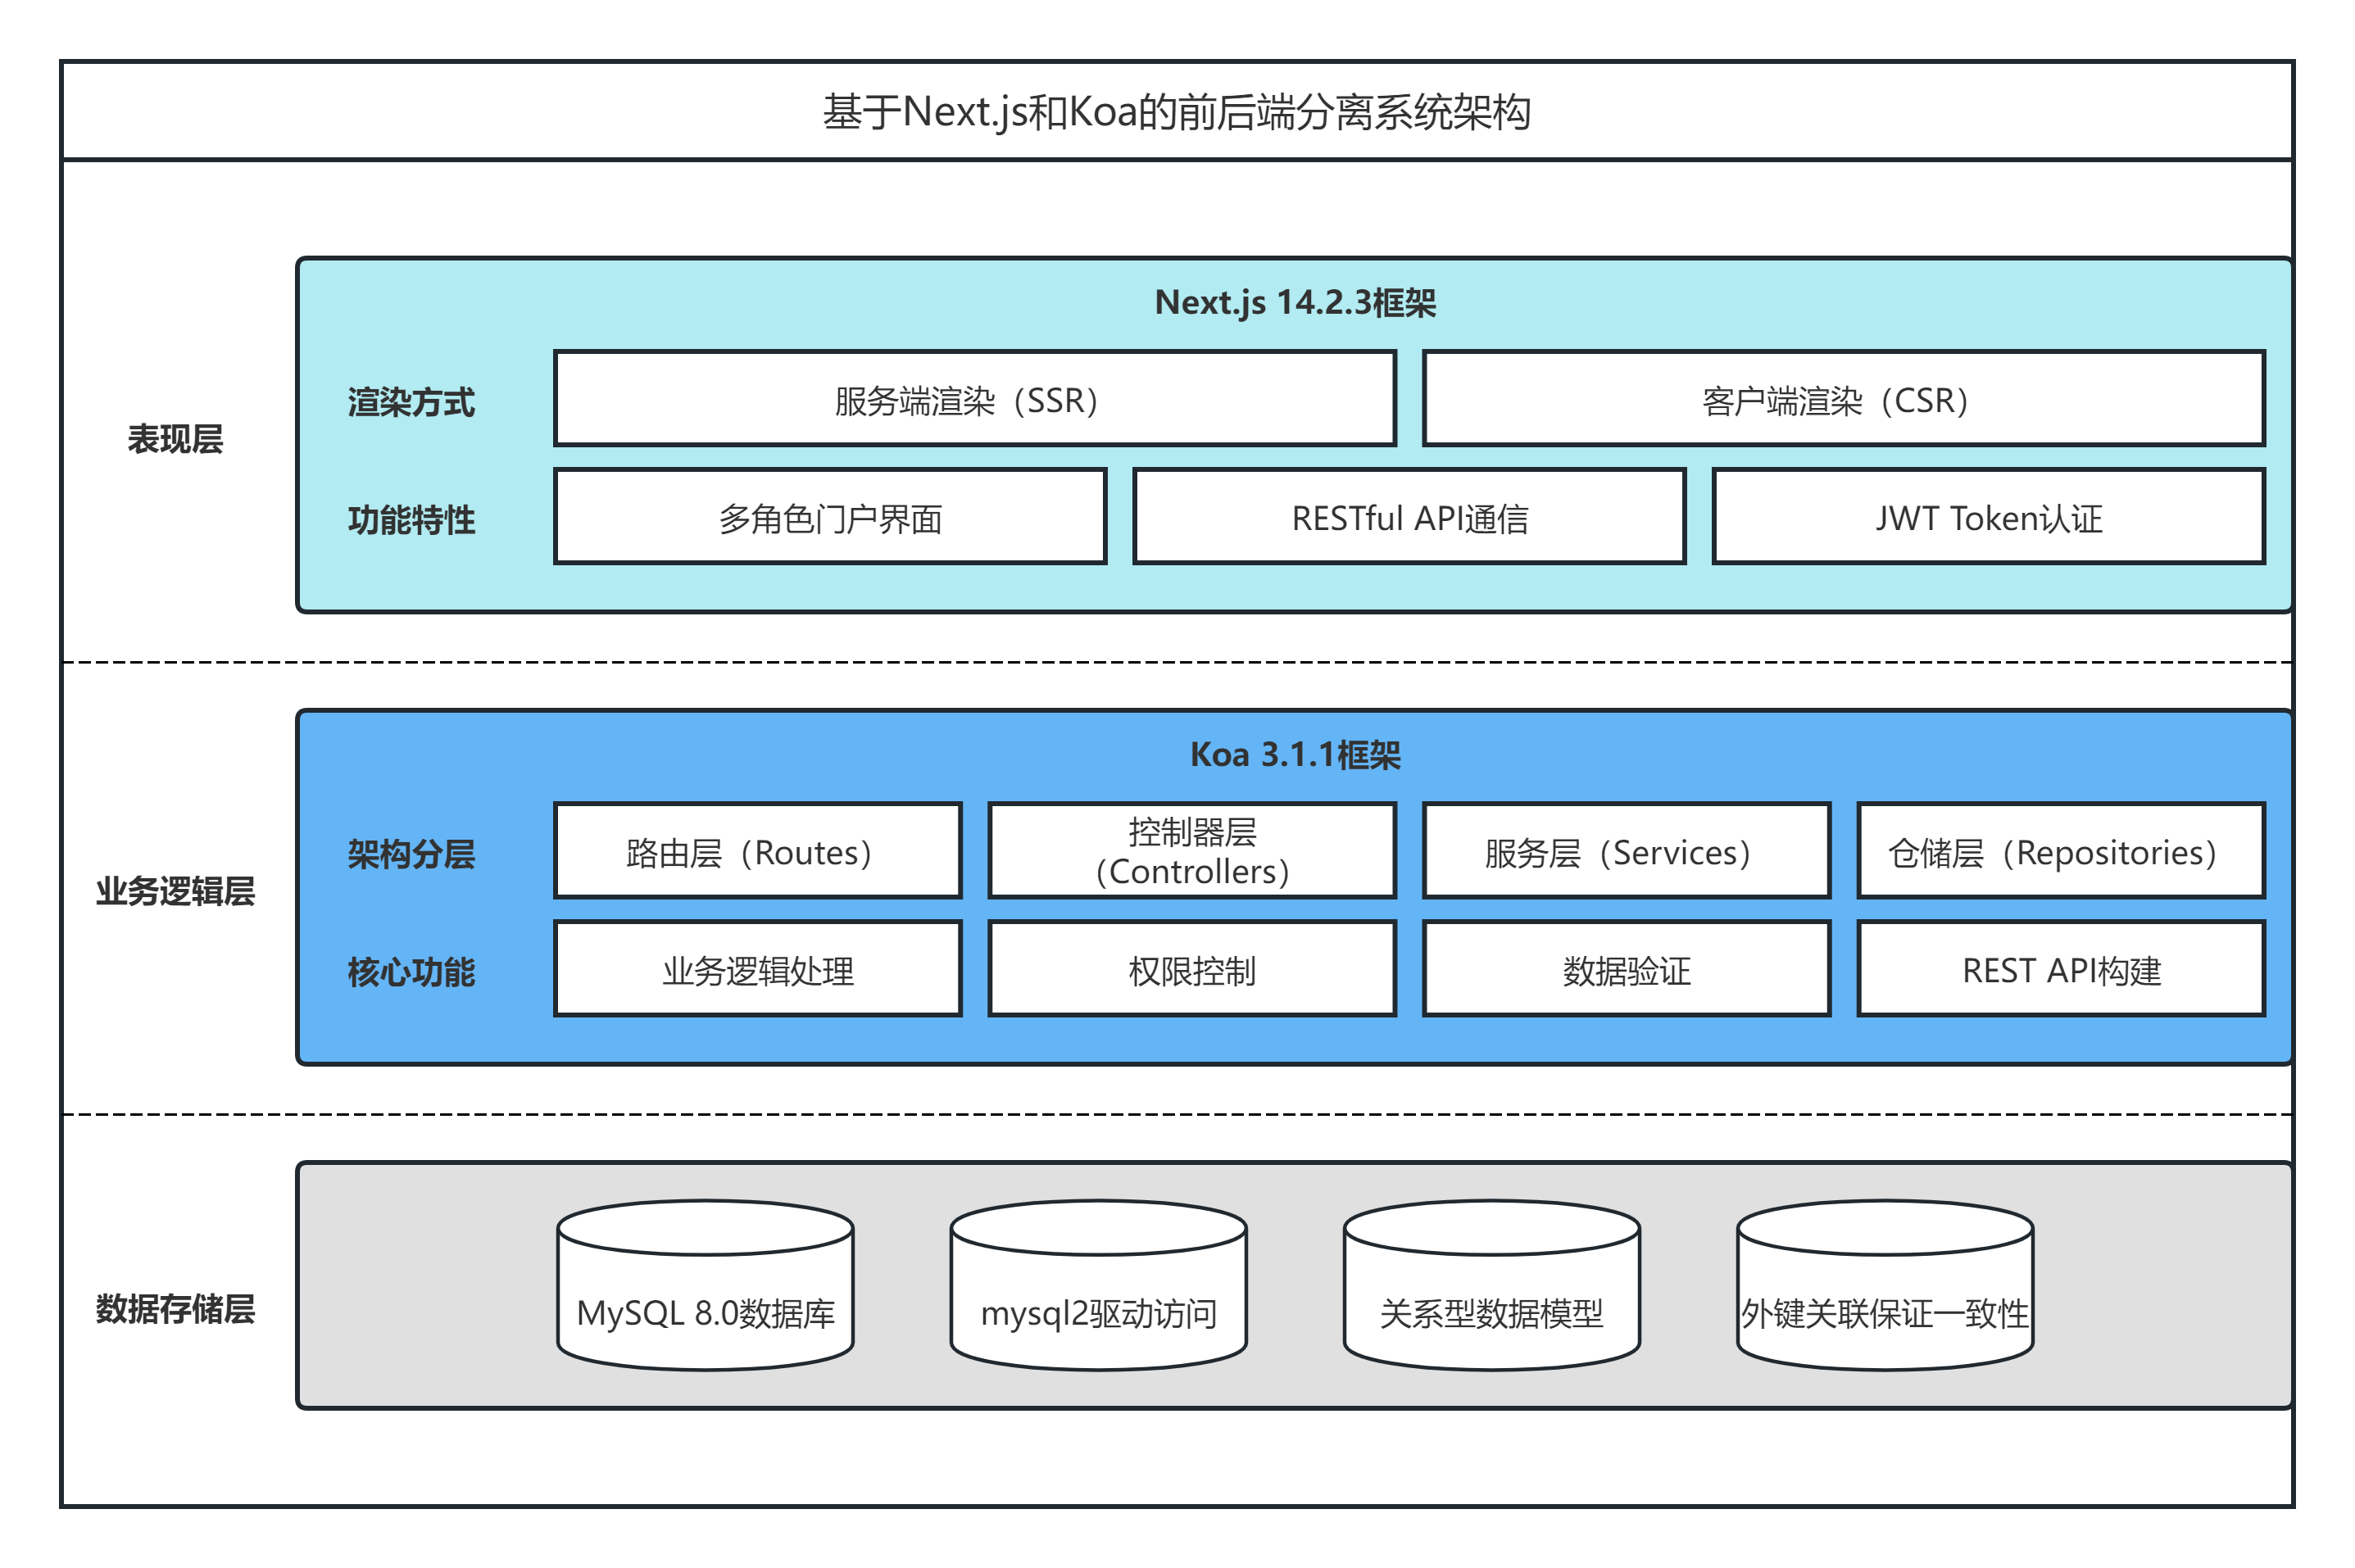 基于Next.js和Koa的前后端分离系统架构
表现层
Next.js 14.2.3框架
渲染方式
服务端渲染（SSR）
客户端渲染（CSR）
功能特性
多角色门户界面
RESTful API通信
JWT Token认证
业务逻辑层
Koa 3.1.1框架
架构分层
路由层（Routes）
控制器层
（Controllers）
服务层（Services）
仓储层（Repositories）
核心功能
业务逻辑处理
权限控制
数据验证
REST API构建
数据存储层
MySQL 8.0数据库
mysql2驱动访问
关系型数据模型
外键关联保证一致性